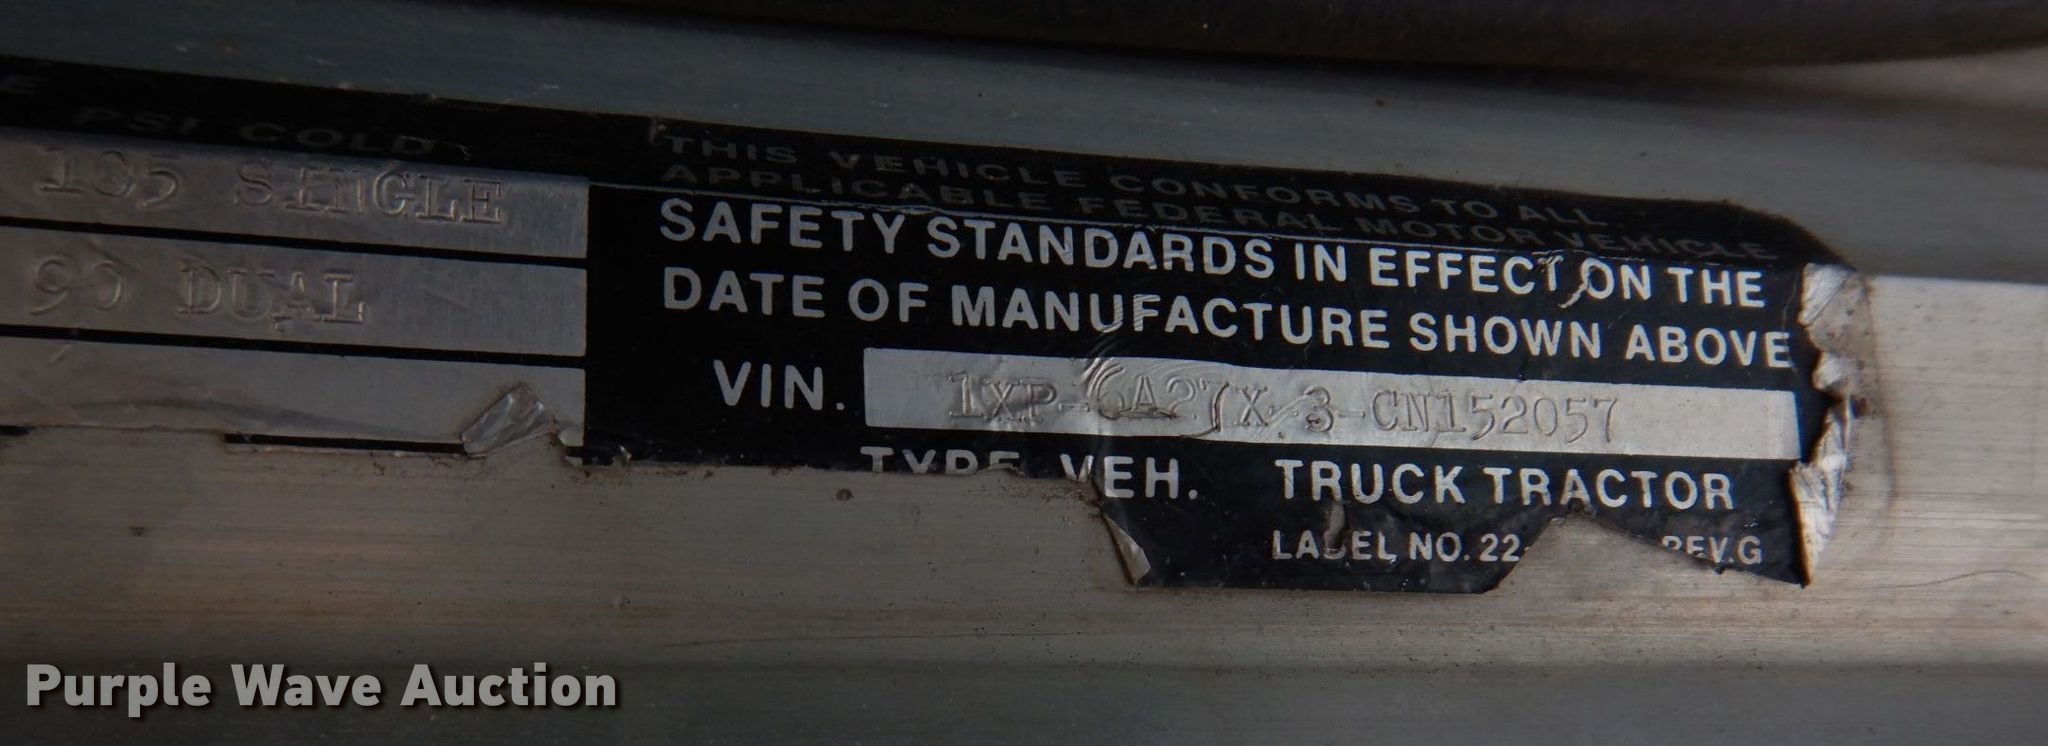 E
PSI COLD
105 SINGLE
90 DUAL
THIS VEHICLE CONFORMS TO ALL
APPLICABLE FEDERAL MOTOR VEHICLE
SAFETY STANDARDS IN EFFECT ON THE
DATE OF MANUFACTURE SHOWN ABOVE
VIN. 1XP-6A27X-3-CN152057
TYPE VEH. TRUCK TRACTOR
LABEL NO. 22- REV.G
Purple Wave Auction